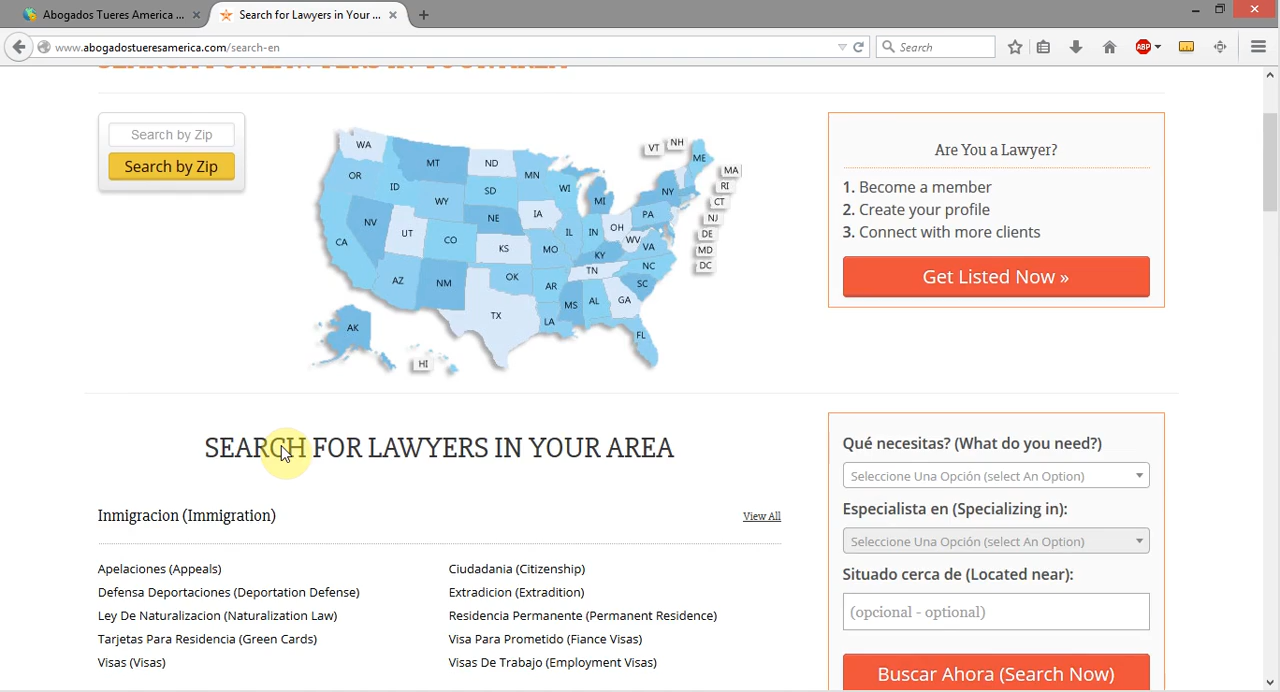 Abogados Tueres America ...
Search for Lawyers in Your ...
www.abogadostueresamerica.com/search-en
Search
ABP
SEARCH FOR LAWYERS IN YOUR AREA
Search by Zip
Search by Zip
WA
MT
ND
MN
OR
ID
SD
WI
WY
MI
NY
VT
NH
ME
MA
RI
CT
NJ
DE
MD
DC
NV
UT
CO
NE
IA
IL
IN
OH
PA
WV
VA
CA
KS
MO
KY
NC
TN
SC
AZ
NM
OK
AR
MS
AL
GA
TX
LA
FL
AK
HI
Are You a Lawyer?
1. Become a member
2. Create your profile
3. Connect with more clients
Get Listed Now »
SEARCH FOR LAWYERS IN YOUR AREA
Inmigracion (Immigration)
View All
Apelaciones (Appeals)
Ciudadania (Citizenship)
Defensa Deportaciones (Deportation Defense)
Extradicion (Extradition)
Ley De Naturalizacion (Naturalization Law)
Residencia Permanente (Permanent Residence)
Tarjetas Para Residencia (Green Cards)
Visa Para Prometido (Fiance Visas)
Visas (Visas)
Visas De Trabajo (Employment Visas)
Qué necesitas? (What do you need?)
Seleccione Una Opción (select An Option)
Especialista en (Specializing in):
Seleccione Una Opción (select An Option)
Situado cerca de (Located near):
(opcional - optional)
Buscar Ahora (Search Now)